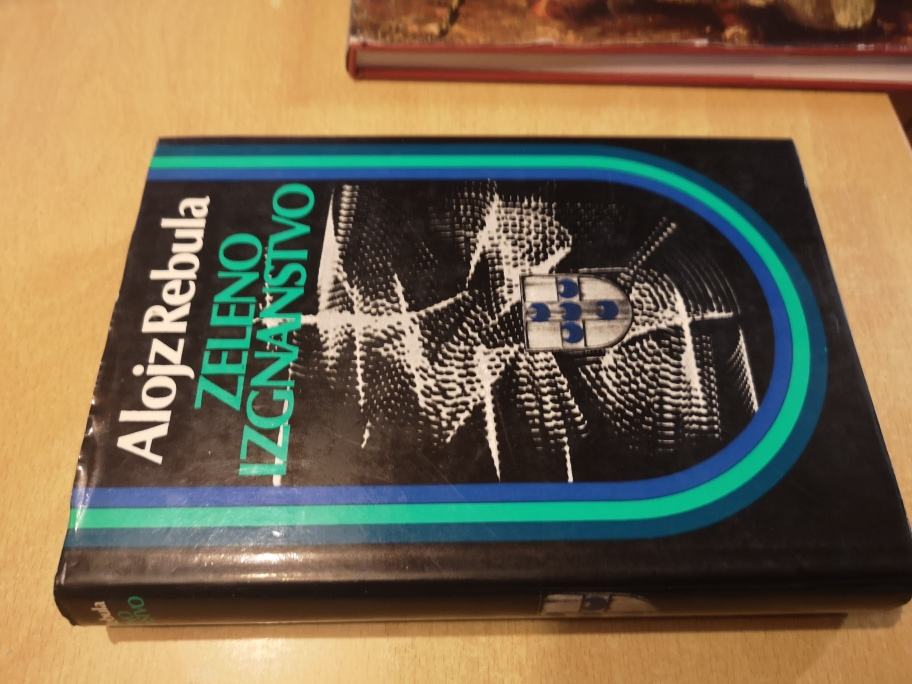 Alojz Rebula
ZELENO
IZGNANSTVO